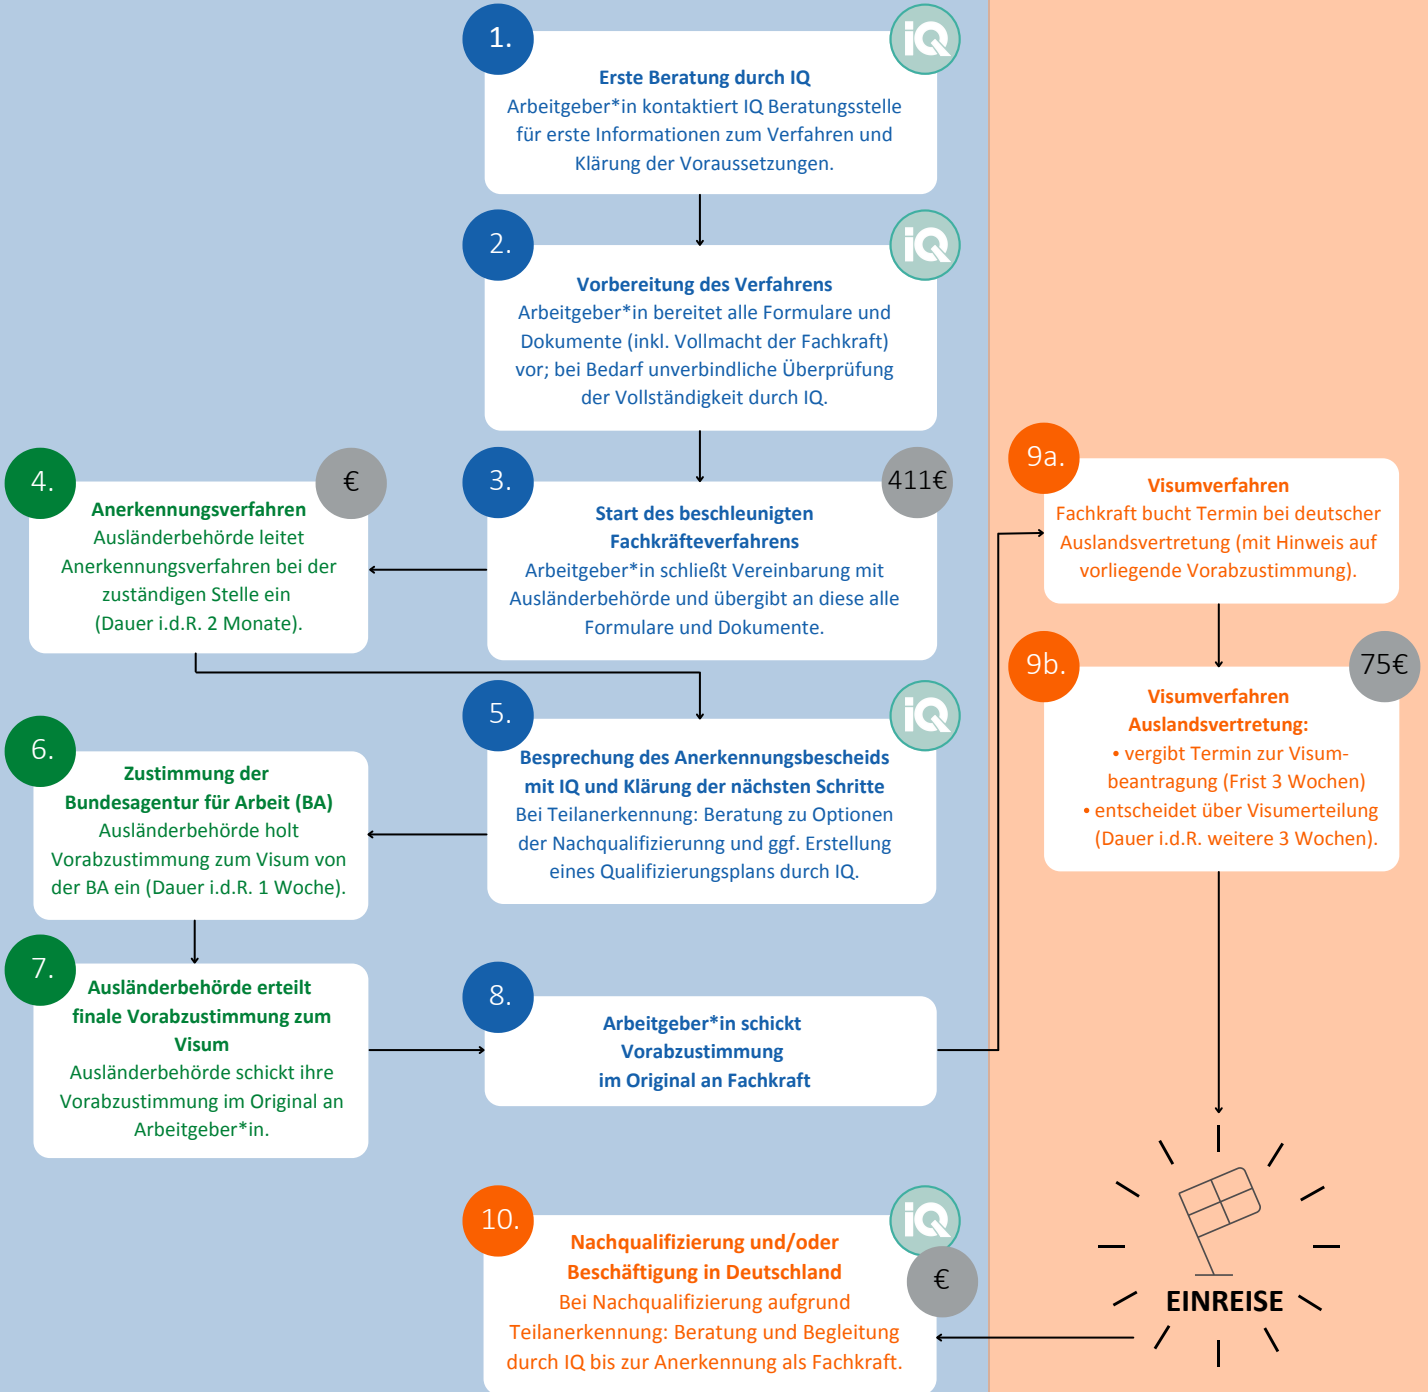 1.
iQ
Erste Beratung durch IQ
Arbeitgeber*in kontaktiert IQ Beratungsstelle
für erste Informationen zum Verfahren und
Klärung der Voraussetzungen.
2.
iQ
Vorbereitung des Verfahrens
Arbeitgeber*in bereitet alle Formulare und
Dokumente (inkl. Vollmacht der Fachkraft)
vor; bei Bedarf unverbindliche Überprüfung
der Vollständigkeit durch IQ.
3.
411€
Start des beschleunigten
Fachkräfteverfahrens
Arbeitgeber*in schließt Vereinbarung mit
Ausländerbehörde und übergibt an diese alle
Formulare und Dokumente.
4.
€
Anerkennungsverfahren
Ausländerbehörde leitet
Anerkennungsverfahren bei der
zuständigen Stelle ein
(Dauer i.d.R. 2 Monate).
5.
iQ
Besprechung des Anerkennungsbescheids
mit IQ und Klärung der nächsten Schritte
Bei Teilanerkennung: Beratung zu Optionen
der Nachqualifizierunng und ggf. Erstellung
eines Qualifizierungsplans durch IQ.
6.
Zustimmung der
Bundesagentur für Arbeit (BA)
Ausländerbehörde holt
Vorabzustimmung zum Visum von
der BA ein (Dauer i.d.R. 1 Woche).
7.
Ausländerbehörde erteilt
finale Vorabzustimmung zum
Visum
Ausländerbehörde schickt ihre
Vorabzustimmung im Original an
Arbeitgeber*in.
8.
Arbeitgeber*in schickt
Vorabzustimmung
im Original an Fachkraft
9a.
Visumverfahren
Fachkraft bucht Termin bei deutscher
Auslandsvertretung (mit Hinweis auf
vorliegende Vorabzustimmung).
9b.
75€
Visumverfahren
Auslandsvertretung:
• vergibt Termin zur Visum-
beantragung (Frist 3 Wochen)
• entscheidet über Visumerteilung
(Dauer i.d.R. weitere 3 Wochen).
EINREISE
10.
iQ
€
Nachqualifizierung und/oder
Beschäftigung in Deutschland
Bei Nachqualifizierung aufgrund
Teilanerkennung: Beratung und Begleitung
durch IQ bis zur Anerkennung als Fachkraft.